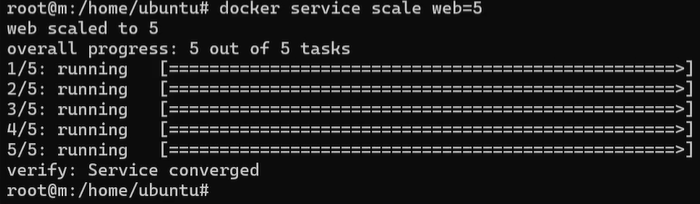 root@m:/home/ubuntu# docker service scale web=5
web scaled to 5
overall progress: 5 out of 5 tasks
1/5: running   [==================================================>]
2/5: running   [==================================================>]
3/5: running   [==================================================>]
4/5: running   [==================================================>]
5/5: running   [==================================================>]
verify: Service converged
root@m:/home/ubuntu#